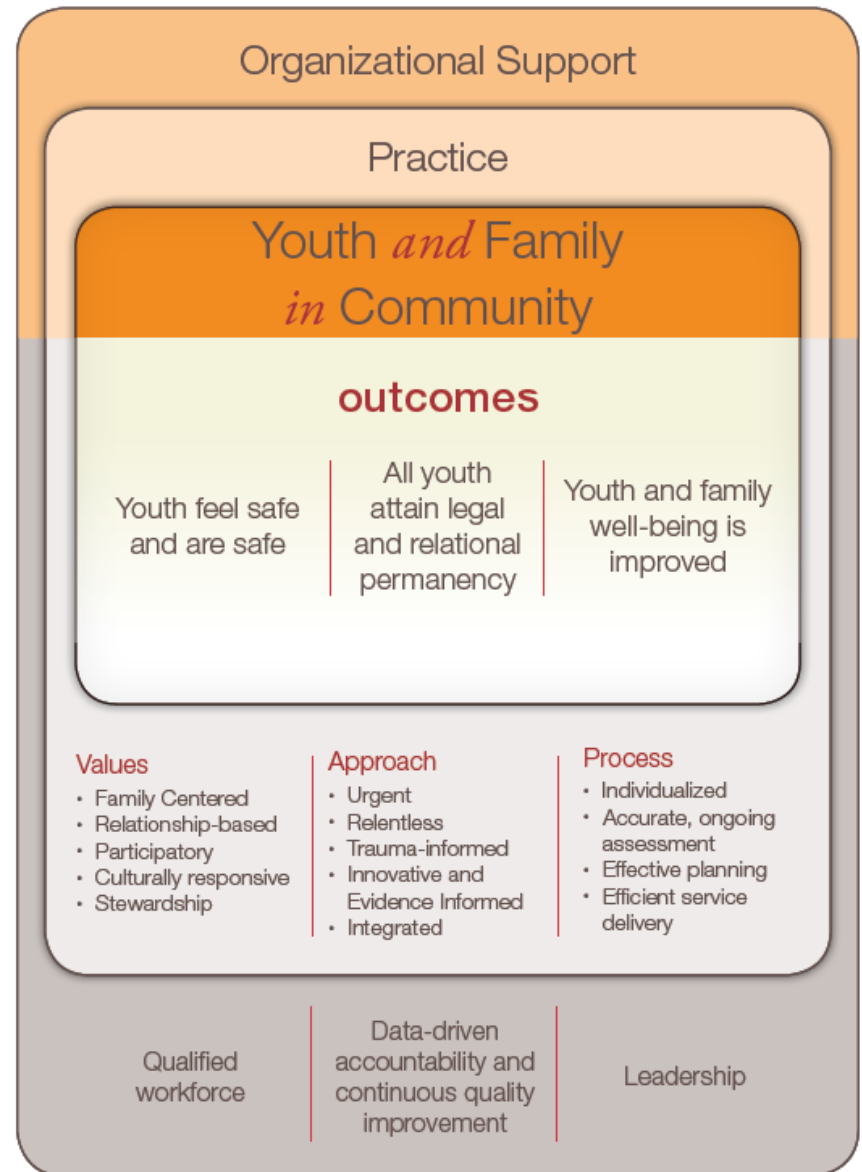 Organizational Support
Practice
Youth and Family
in Community
outcomes
Youth feel safe
and are safe
All youth
attain legal
and relational
permanency
Youth and family
well-being is
improved
Values
• Family Centered
• Relationship-based
• Participatory
• Culturally responsive
• Stewardship
Approach
• Urgent
• Relentless
• Trauma-informed
• Innovative and
Evidence Informed
• Integrated
Process
• Individualized
• Accurate, ongoing
assessment
• Effective planning
• Efficient service
delivery
Qualified
workforce
Data-driven
accountability and
continuous quality
improvement
Leadership